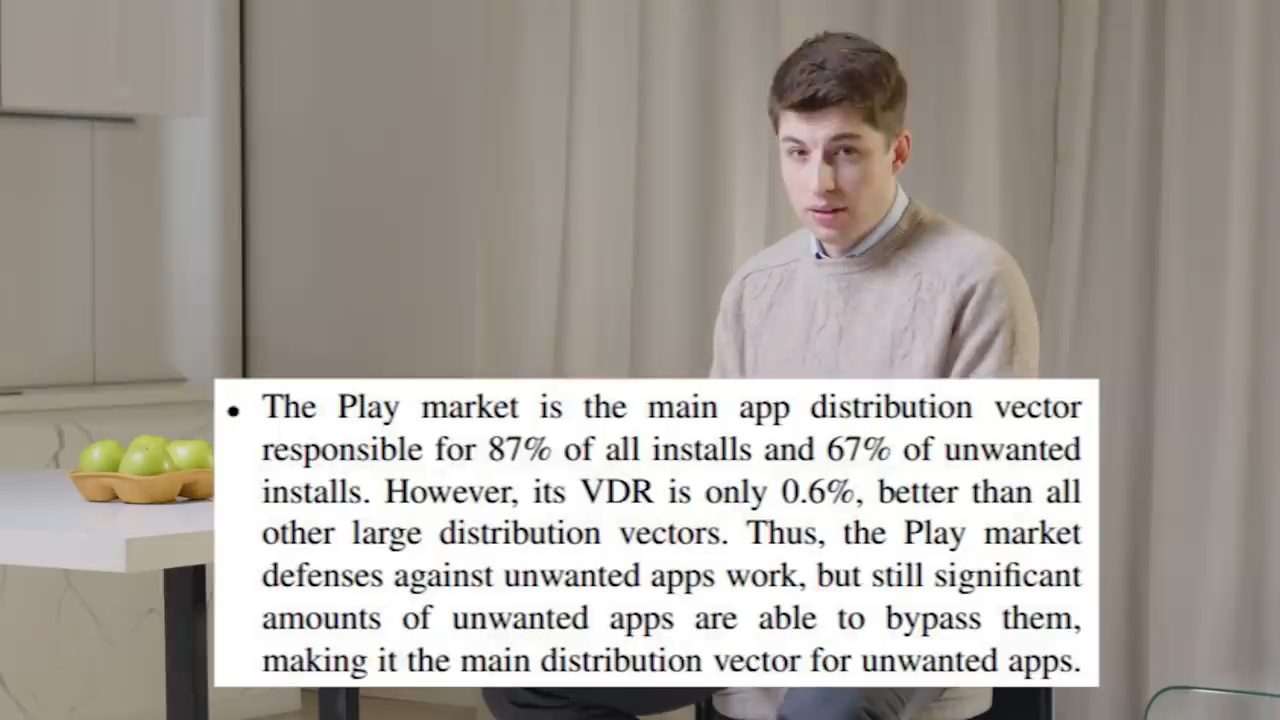 • The Play market is the main app distribution vector
responsible for 87% of all installs and 67% of unwanted
installs. However, its VDR is only 0.6%, better than all
other large distribution vectors. Thus, the Play market
defenses against unwanted apps work, but still significant
amounts of unwanted apps are able to bypass them,
making it the main distribution vector for unwanted apps.